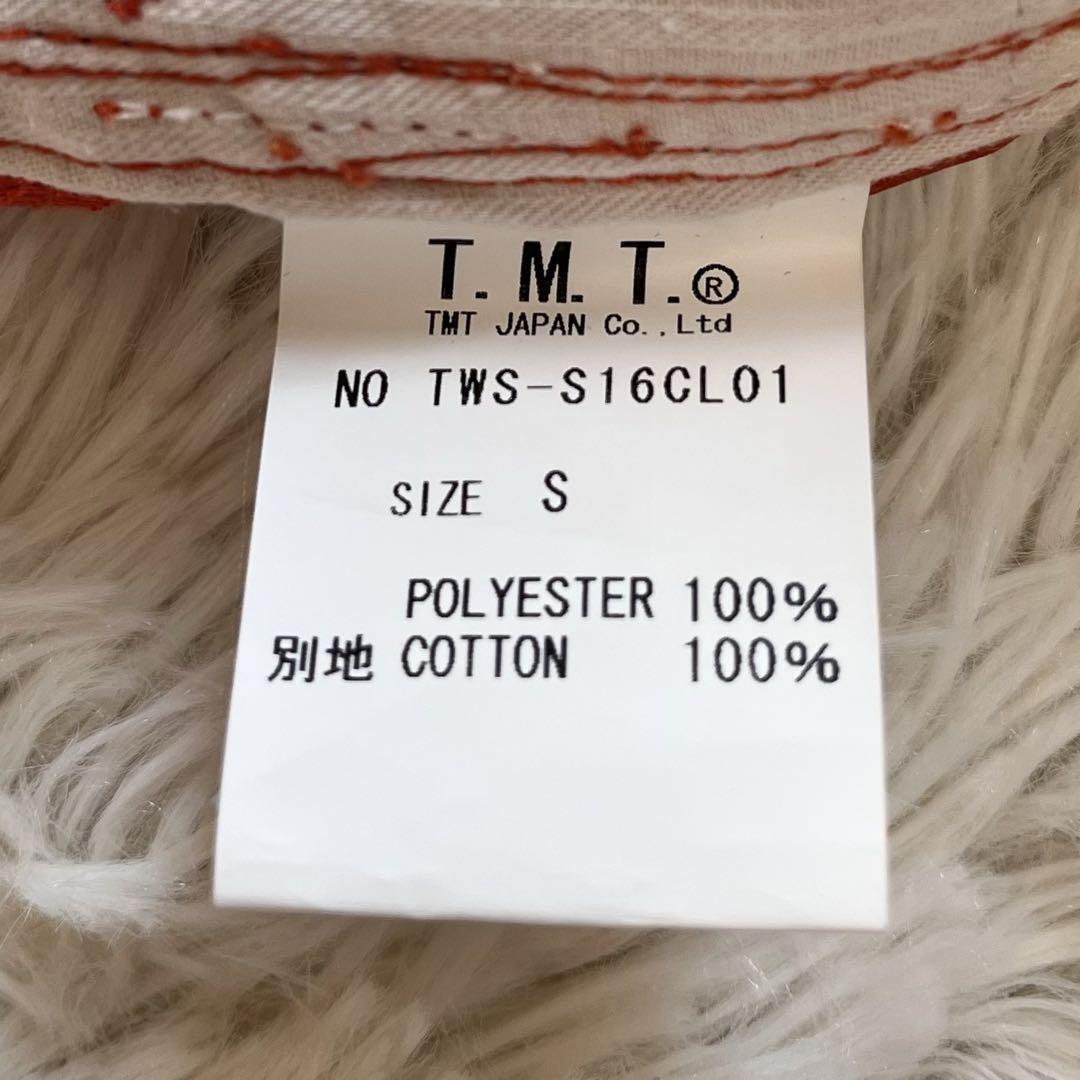 T.M.T.®
TMT JAPAN Co.,Ltd
NO TWS-S16CL01
SIZE S
POLYESTER 100%
別地 COTTON 100%